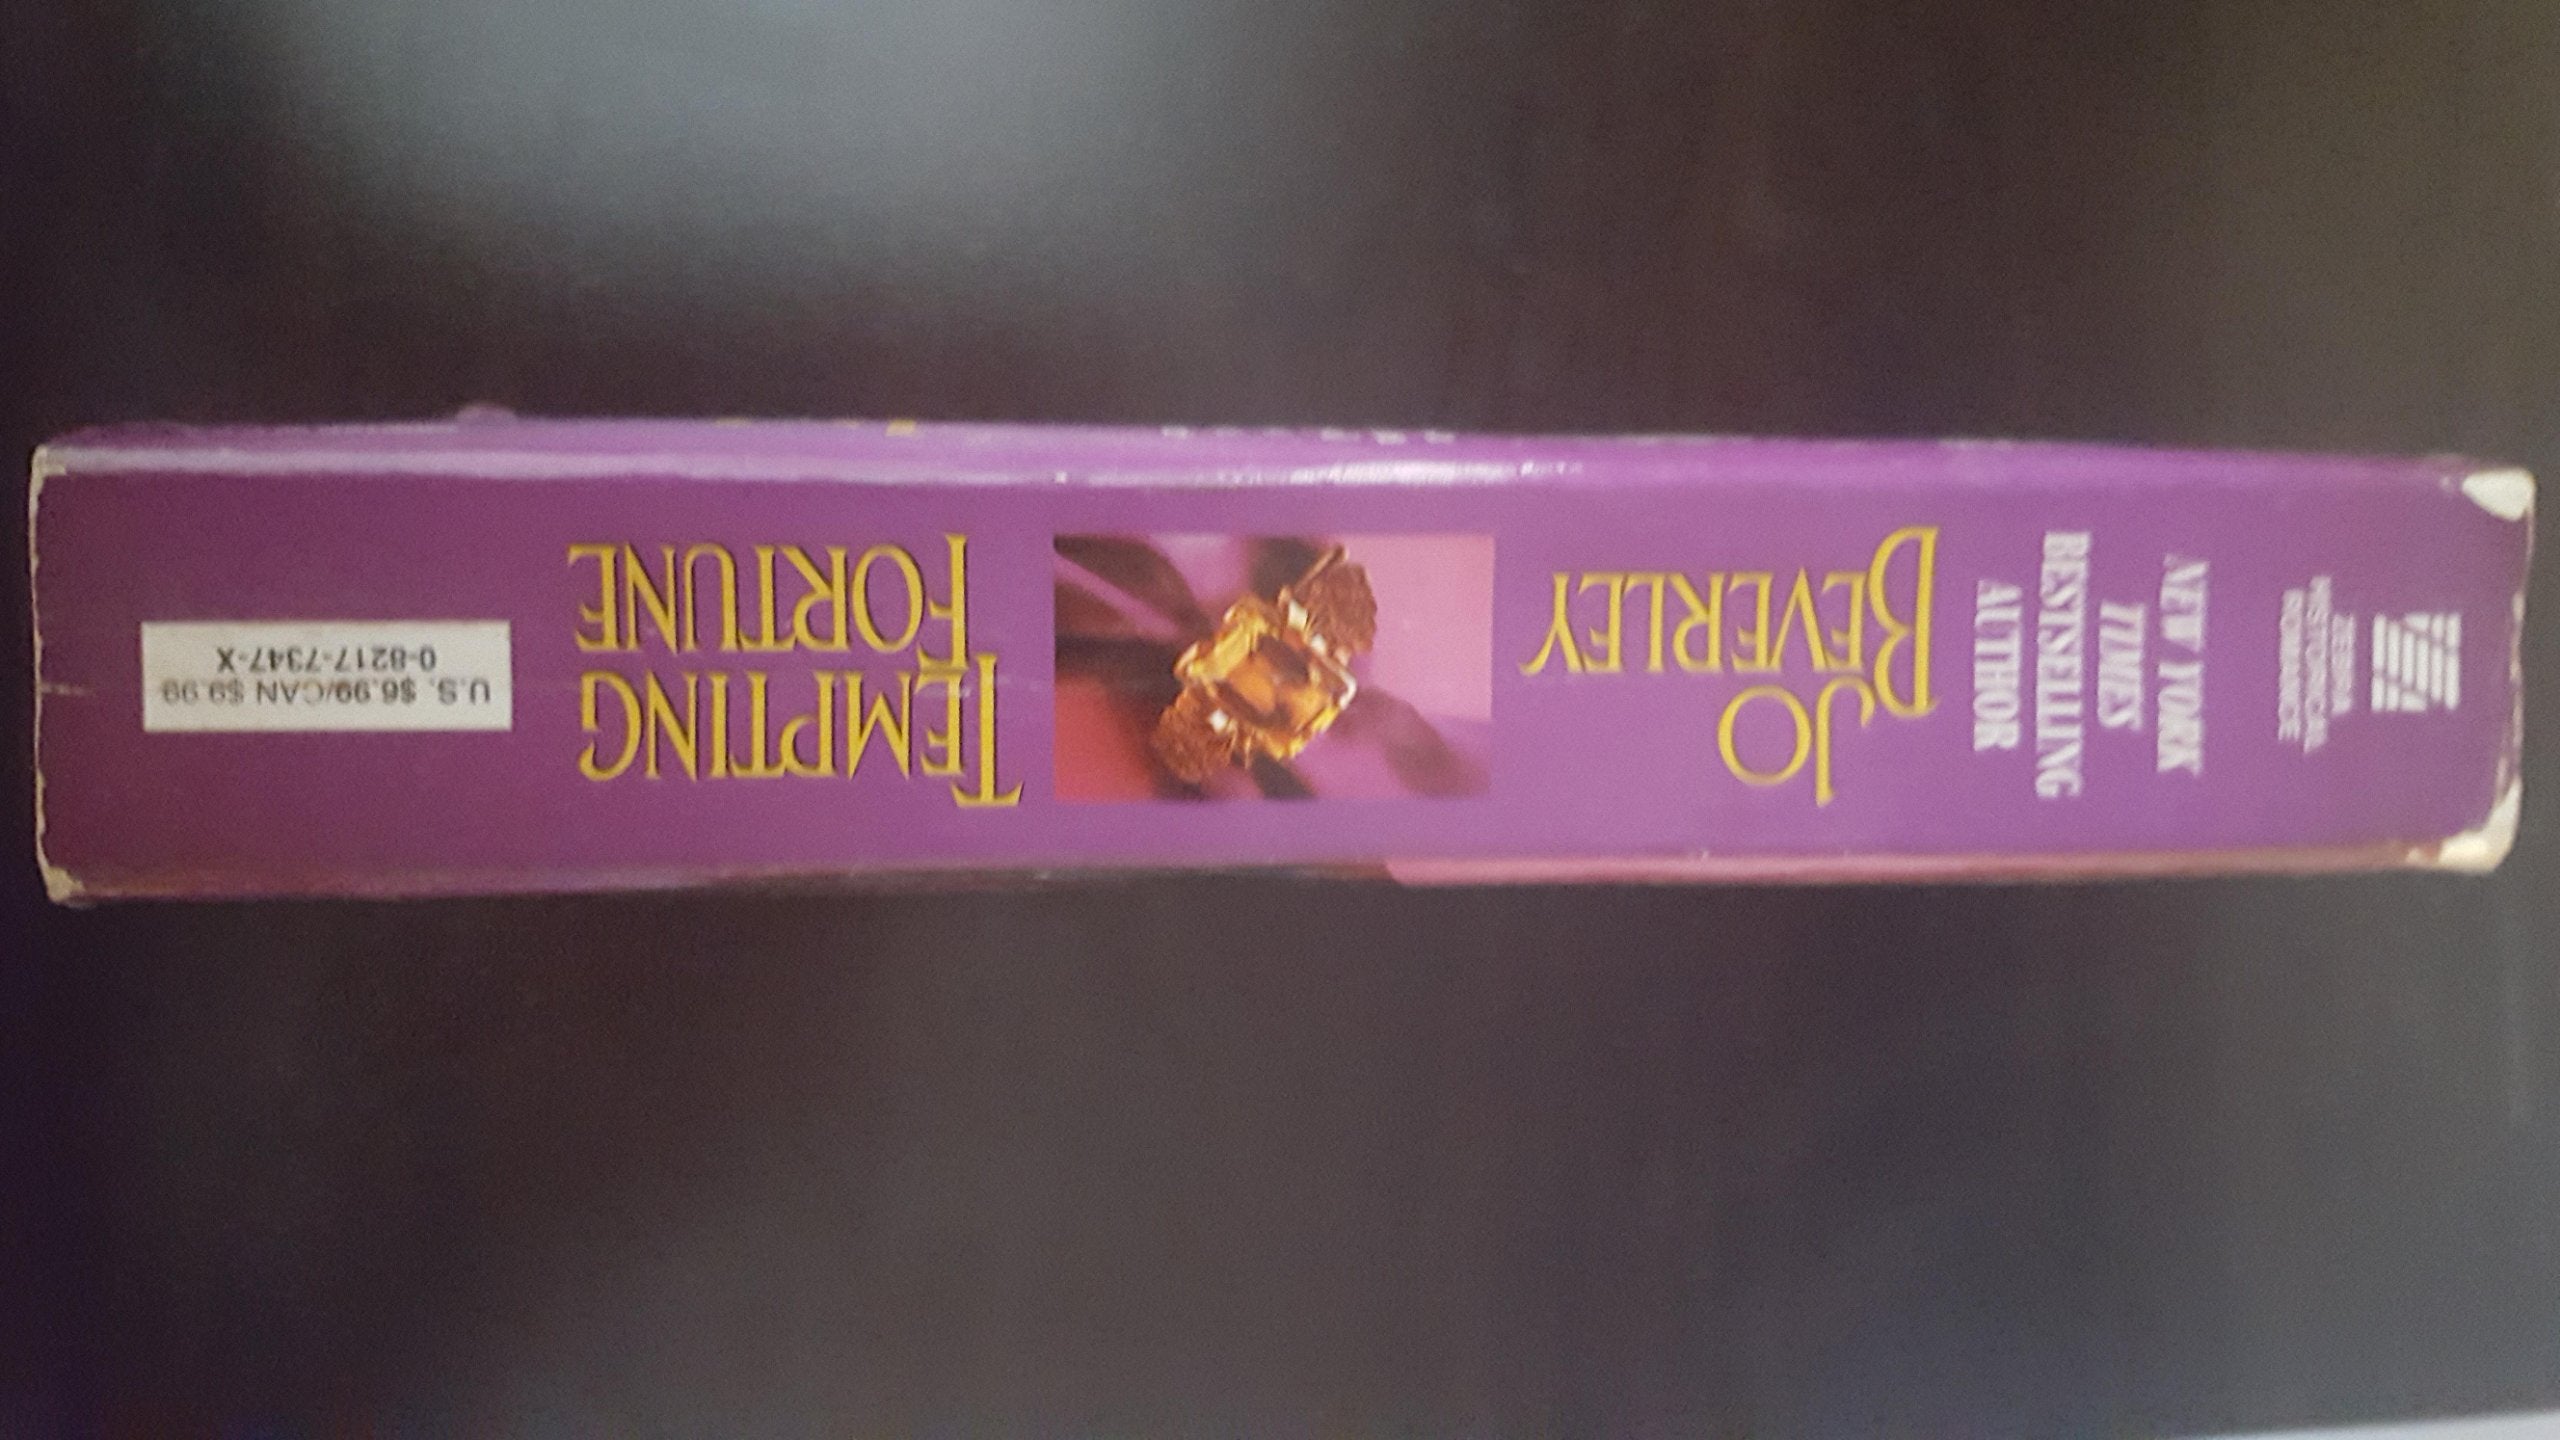 ZEBRA
HISTORICAL
ROMANCE
NEW YORK
TIMES
BESTSELLING
AUTHOR
JO
BEVERLEY
TEMPTING
FORTUNE
U.S. $6.99/CAN $9.99
0-8217-7347-X